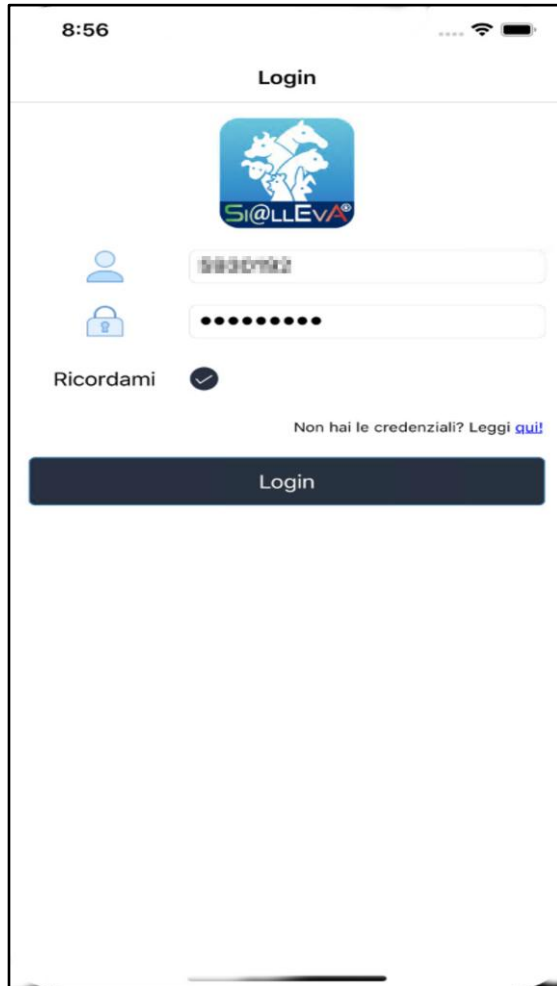 8:56
Login
SI@LLEVA®
•••••••••
Ricordami
Non hai le credenziali? Leggi qui!
Login